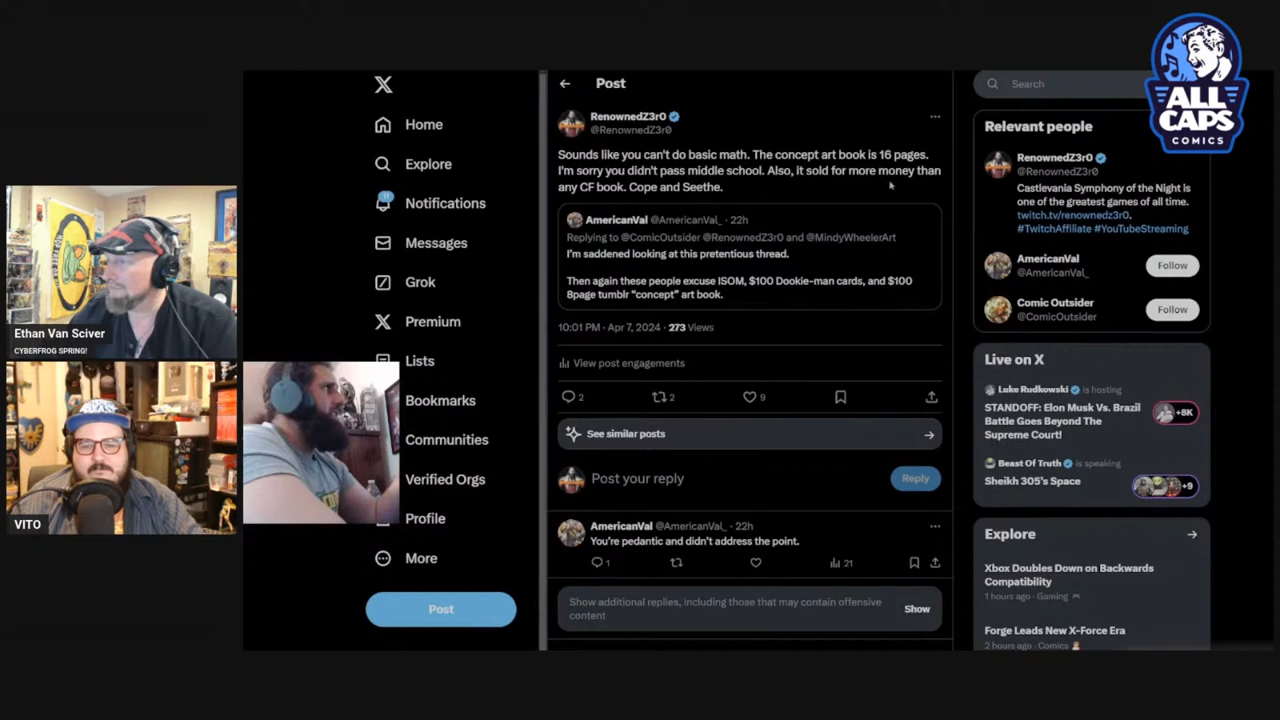 ALL
CAPS
COMICS
Ethan Van Sciver
CYBERFROG SPRING!
VITO
X
Home
Explore
11
Notifications
Messages
Grok
Premium
Lists
Bookmarks
Communities
Verified Orgs
Profile
More
Post
Post
RenownedZ3r0
@RenownedZ3r0
Sounds like you can't do basic math. The concept art book is 16 pages.
I'm sorry you didn't pass middle school. Also, it sold for more money than
any CF book. Cope and Seethe.
AmericanVal @AmericanVal_ · 22h
Replying to @ComicOutsider @RenownedZ3r0 and @MindyWheelerArt
I'm saddened looking at this pretentious thread.
Then again these people excuse ISOM, $100 Dookie-man cards, and $100
8page tumblr “concept” art book.
10:01 PM · Apr 7, 2024 · 273 Views
View post engagements
2 2 9
See similar posts
Post your reply
Reply
AmericanVal @AmericanVal_ · 22h
You're pedantic and didn't address the point.
1 21
Show additional replies, including those that may contain offensive
content
Show
Search
Relevant people
RenownedZ3r0
@RenownedZ3r0
Castlevania Symphony of the Night is
one of the greatest games of all time.
twitch.tv/renownedz3r0.
#TwitchAffiliate #YouTubeStreaming
AmericanVal
@AmericanVal_
Follow
Comic Outsider
@ComicOutsider
Follow
Live on X
Luke Rudkowski is hosting
STANDOFF: Elon Musk Vs. Brazil
Battle Goes Beyond The
Supreme Court!
+8K
Beast Of Truth is speaking
Sheikh 305's Space
+9
Explore
Xbox Doubles Down on Backwards
Compatibility
1 hours ago · Gaming
Forge Leads New X-Force Era
2 hours ago · Comics